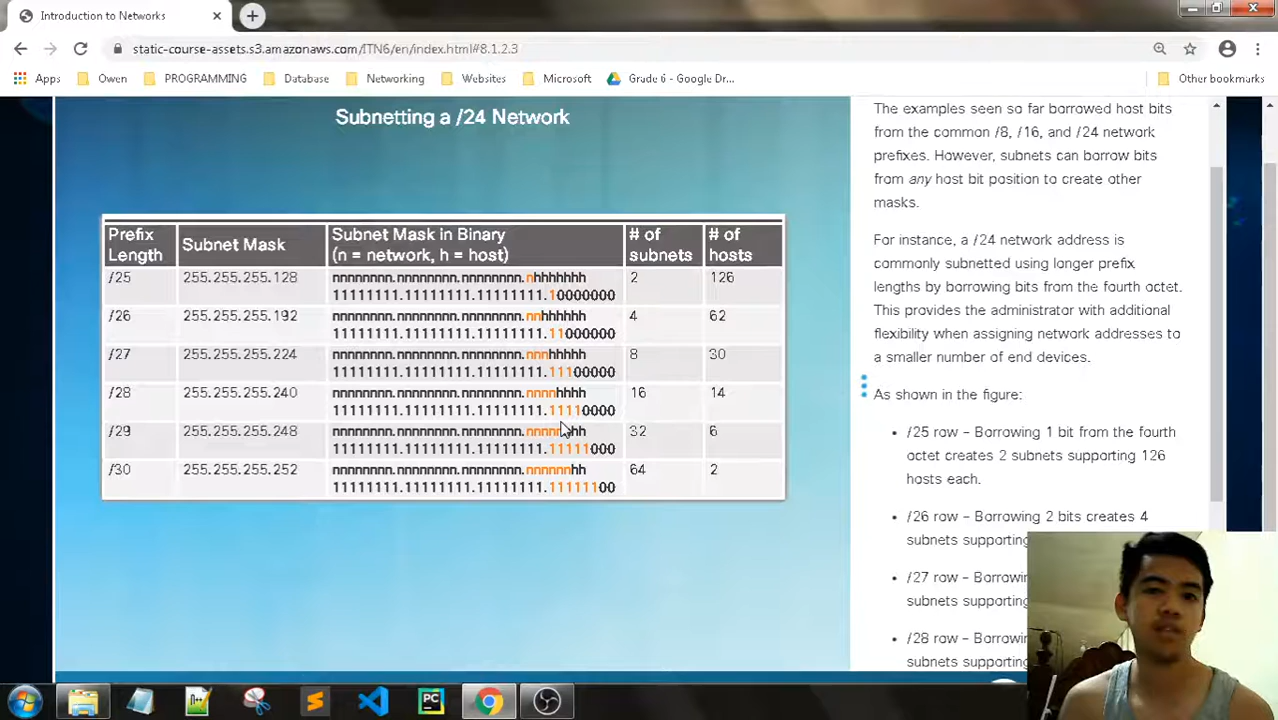 Introduction to Networks
static-course-assets.s3.amazonaws.com/ITN6/en/index.html#8.1.2.3
Apps Owen PROGRAMMING Database Networking Websites Microsoft Grade 6 - Google Dr... Other bookmarks
Subnetting a /24 Network
Prefix Length Subnet Mask Subnet Mask in Binary (n = network, h = host) # of subnets # of hosts
/25 255.255.255.128 nnnnnnnn.nnnnnnnn.nnnnnnnn.nhhhhhhh 2 126
11111111.11111111.11111111.10000000
/26 255.255.255.192 nnnnnnnn.nnnnnnnn.nnnnnnnn.nnhhhhhh 4 62
11111111.11111111.11111111.11000000
/27 255.255.255.224 nnnnnnnn.nnnnnnnn.nnnnnnnn.nnnhhhhh 8 30
11111111.11111111.11111111.11100000
/28 255.255.255.240 nnnnnnnn.nnnnnnnn.nnnnnnnn.nnnnhhhh 16 14
11111111.11111111.11111111.11110000
/29 255.255.255.248 nnnnnnnn.nnnnnnnn.nnnnnnnn.nnnnnhhh 32 6
11111111.11111111.11111111.11111000
/30 255.255.255.252 nnnnnnnn.nnnnnnnn.nnnnnnnn.nnnnnnhh 64 2
11111111.11111111.11111111.11111100
The examples seen so far borrowed host bits
from the common /8, /16, and /24 network
prefixes. However, subnets can borrow bits
from any host bit position to create other
masks.
For instance, a /24 network address is
commonly subnetted using longer prefix
lengths by borrowing bits from the fourth octet.
This provides the administrator with additional
flexibility when assigning network addresses to
a smaller number of end devices.
As shown in the figure:
• /25 row – Borrowing 1 bit from the fourth
octet creates 2 subnets supporting 126
hosts each.
• /26 row – Borrowing 2 bits creates 4
subnets supporting
• /27 row – Borrowin
subnets supporting
• /28 row – Borrowin
subnets supporting
PC